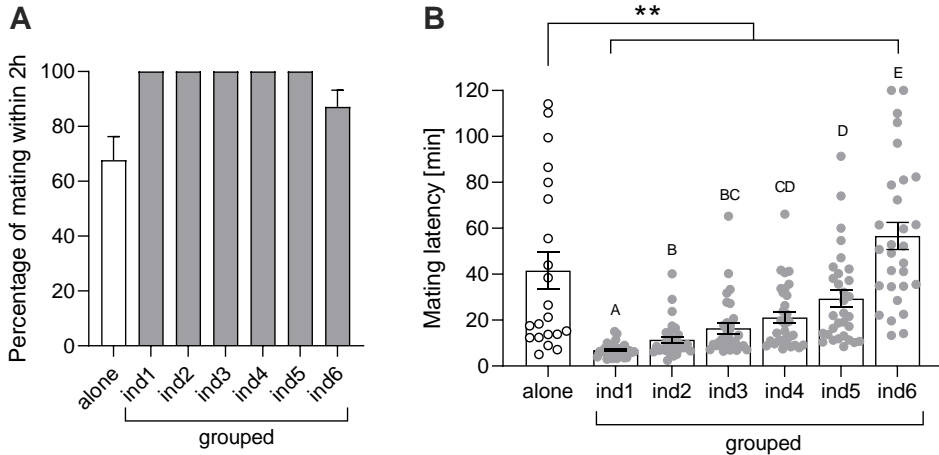 A
Percentage of mating within 2h
100
80
60
40
20
0
alone
ind1
ind2
ind3
ind4
ind5
ind6
grouped
B
**
Mating latency [min]
120
100
80
60
40
20
0
A
B
BC
CD
D
E
alone
ind1
ind2
ind3
ind4
ind5
ind6
grouped